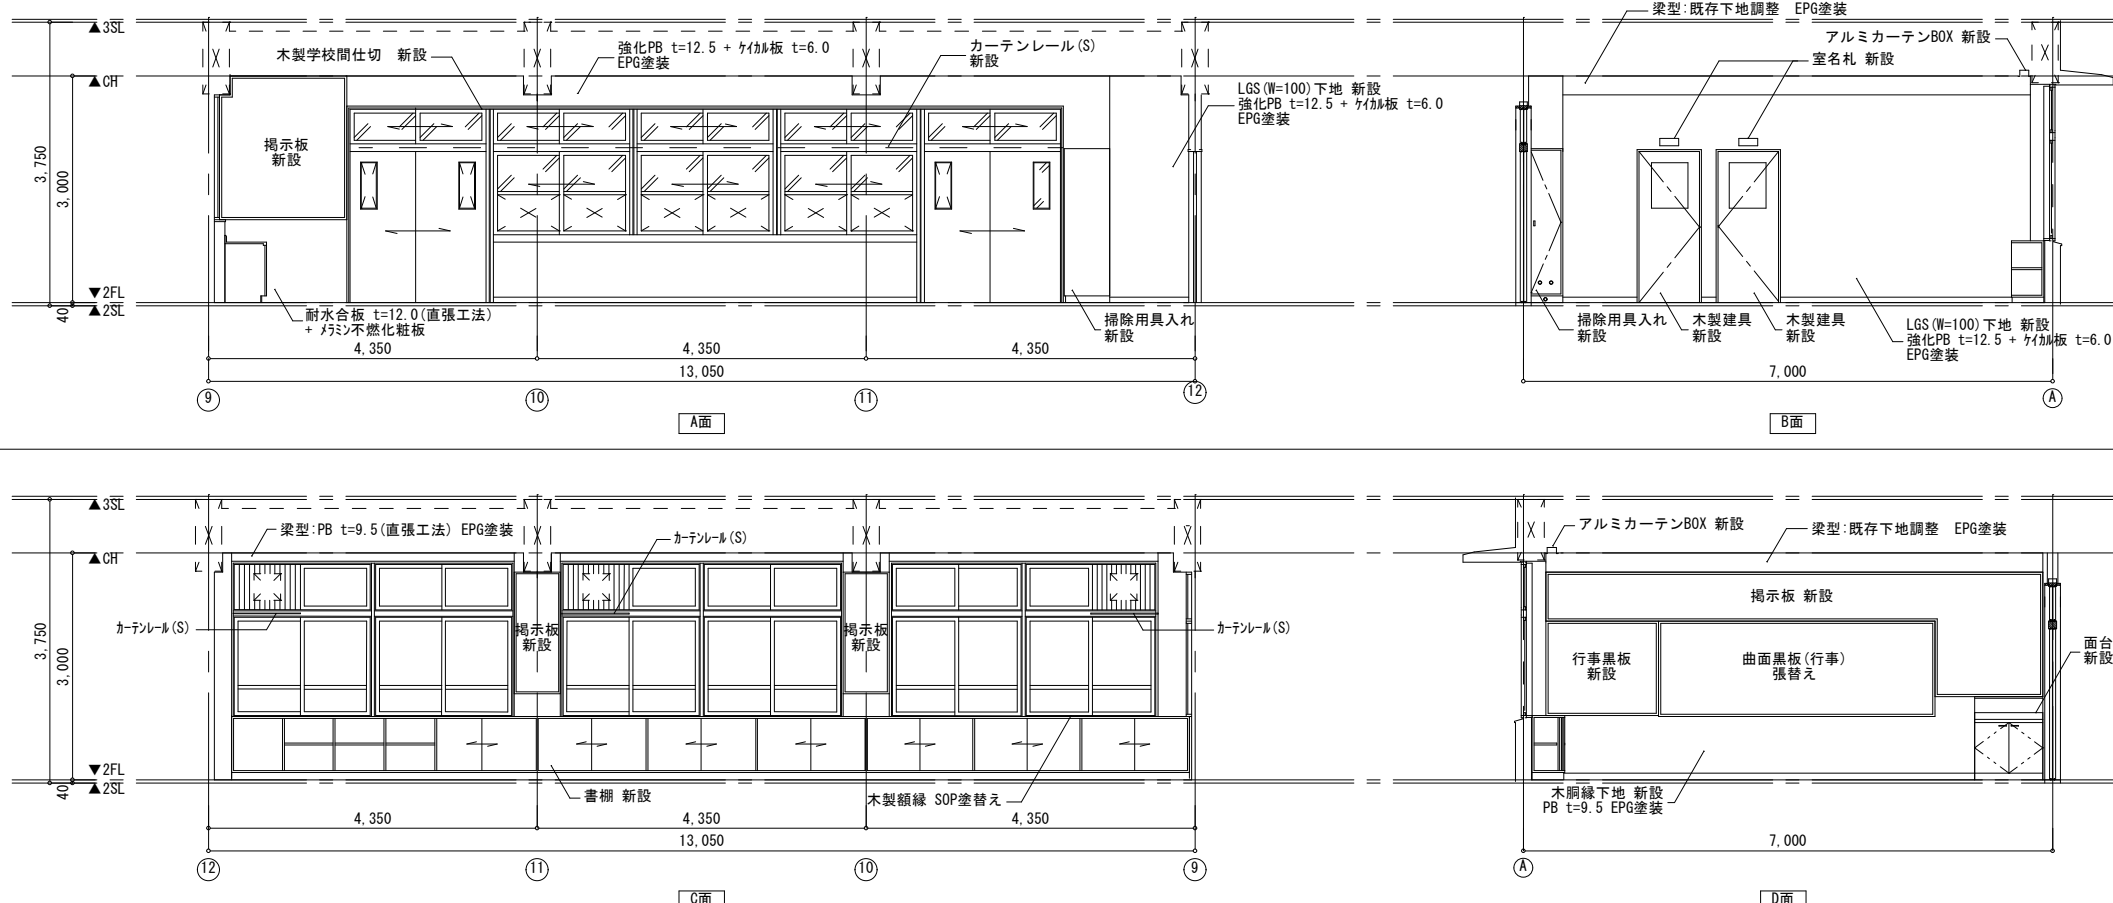 ▲3SL
▲CH
3,750
3,000
▼2FL
▲2SL
40
木製学校間仕切 新設
強化PB t=12.5 + ケイカル板 t=6.0
EPG塗装
カーテンレール(S)
新設
LGS(W=100)下地 新設
強化PB t=12.5 + ケイカル板 t=6.0
EPG塗装
掲示板
新設
耐水合板 t=12.0(直張工法)
+ メラミン不燃化粧板
掃除用具入れ
新設
4,350
4,350
4,350
13,050
9
10
11
12
A面
梁型:既存下地調整 EPG塗装
アルミカーテンBOX 新設
室名札 新設
掃除用具入れ
新設
木製建具
新設
木製建具
新設
LGS(W=100)下地 新設
強化PB t=12.5 + ケイカル板 t=6.0
EPG塗装
7,000
A
B面
▲3SL
▲CH
3,750
3,000
▼2FL
▲2SL
40
梁型:PB t=9.5(直張工法) EPG塗装
カーテンレール(S)
カーテンレール(S)
カーテンレール(S)
掲示板
新設
掲示板
新設
書棚 新設
木製額縁 SOP塗替え
4,350
4,350
4,350
13,050
12
11
10
9
C面
アルミカーテンBOX 新設
梁型:既存下地調整 EPG塗装
掲示板 新設
行事黒板
新設
曲面黒板(行事)
張替え
面台
新設
木胴縁下地 新設
PB t=9.5 EPG塗装
7,000
A
D面